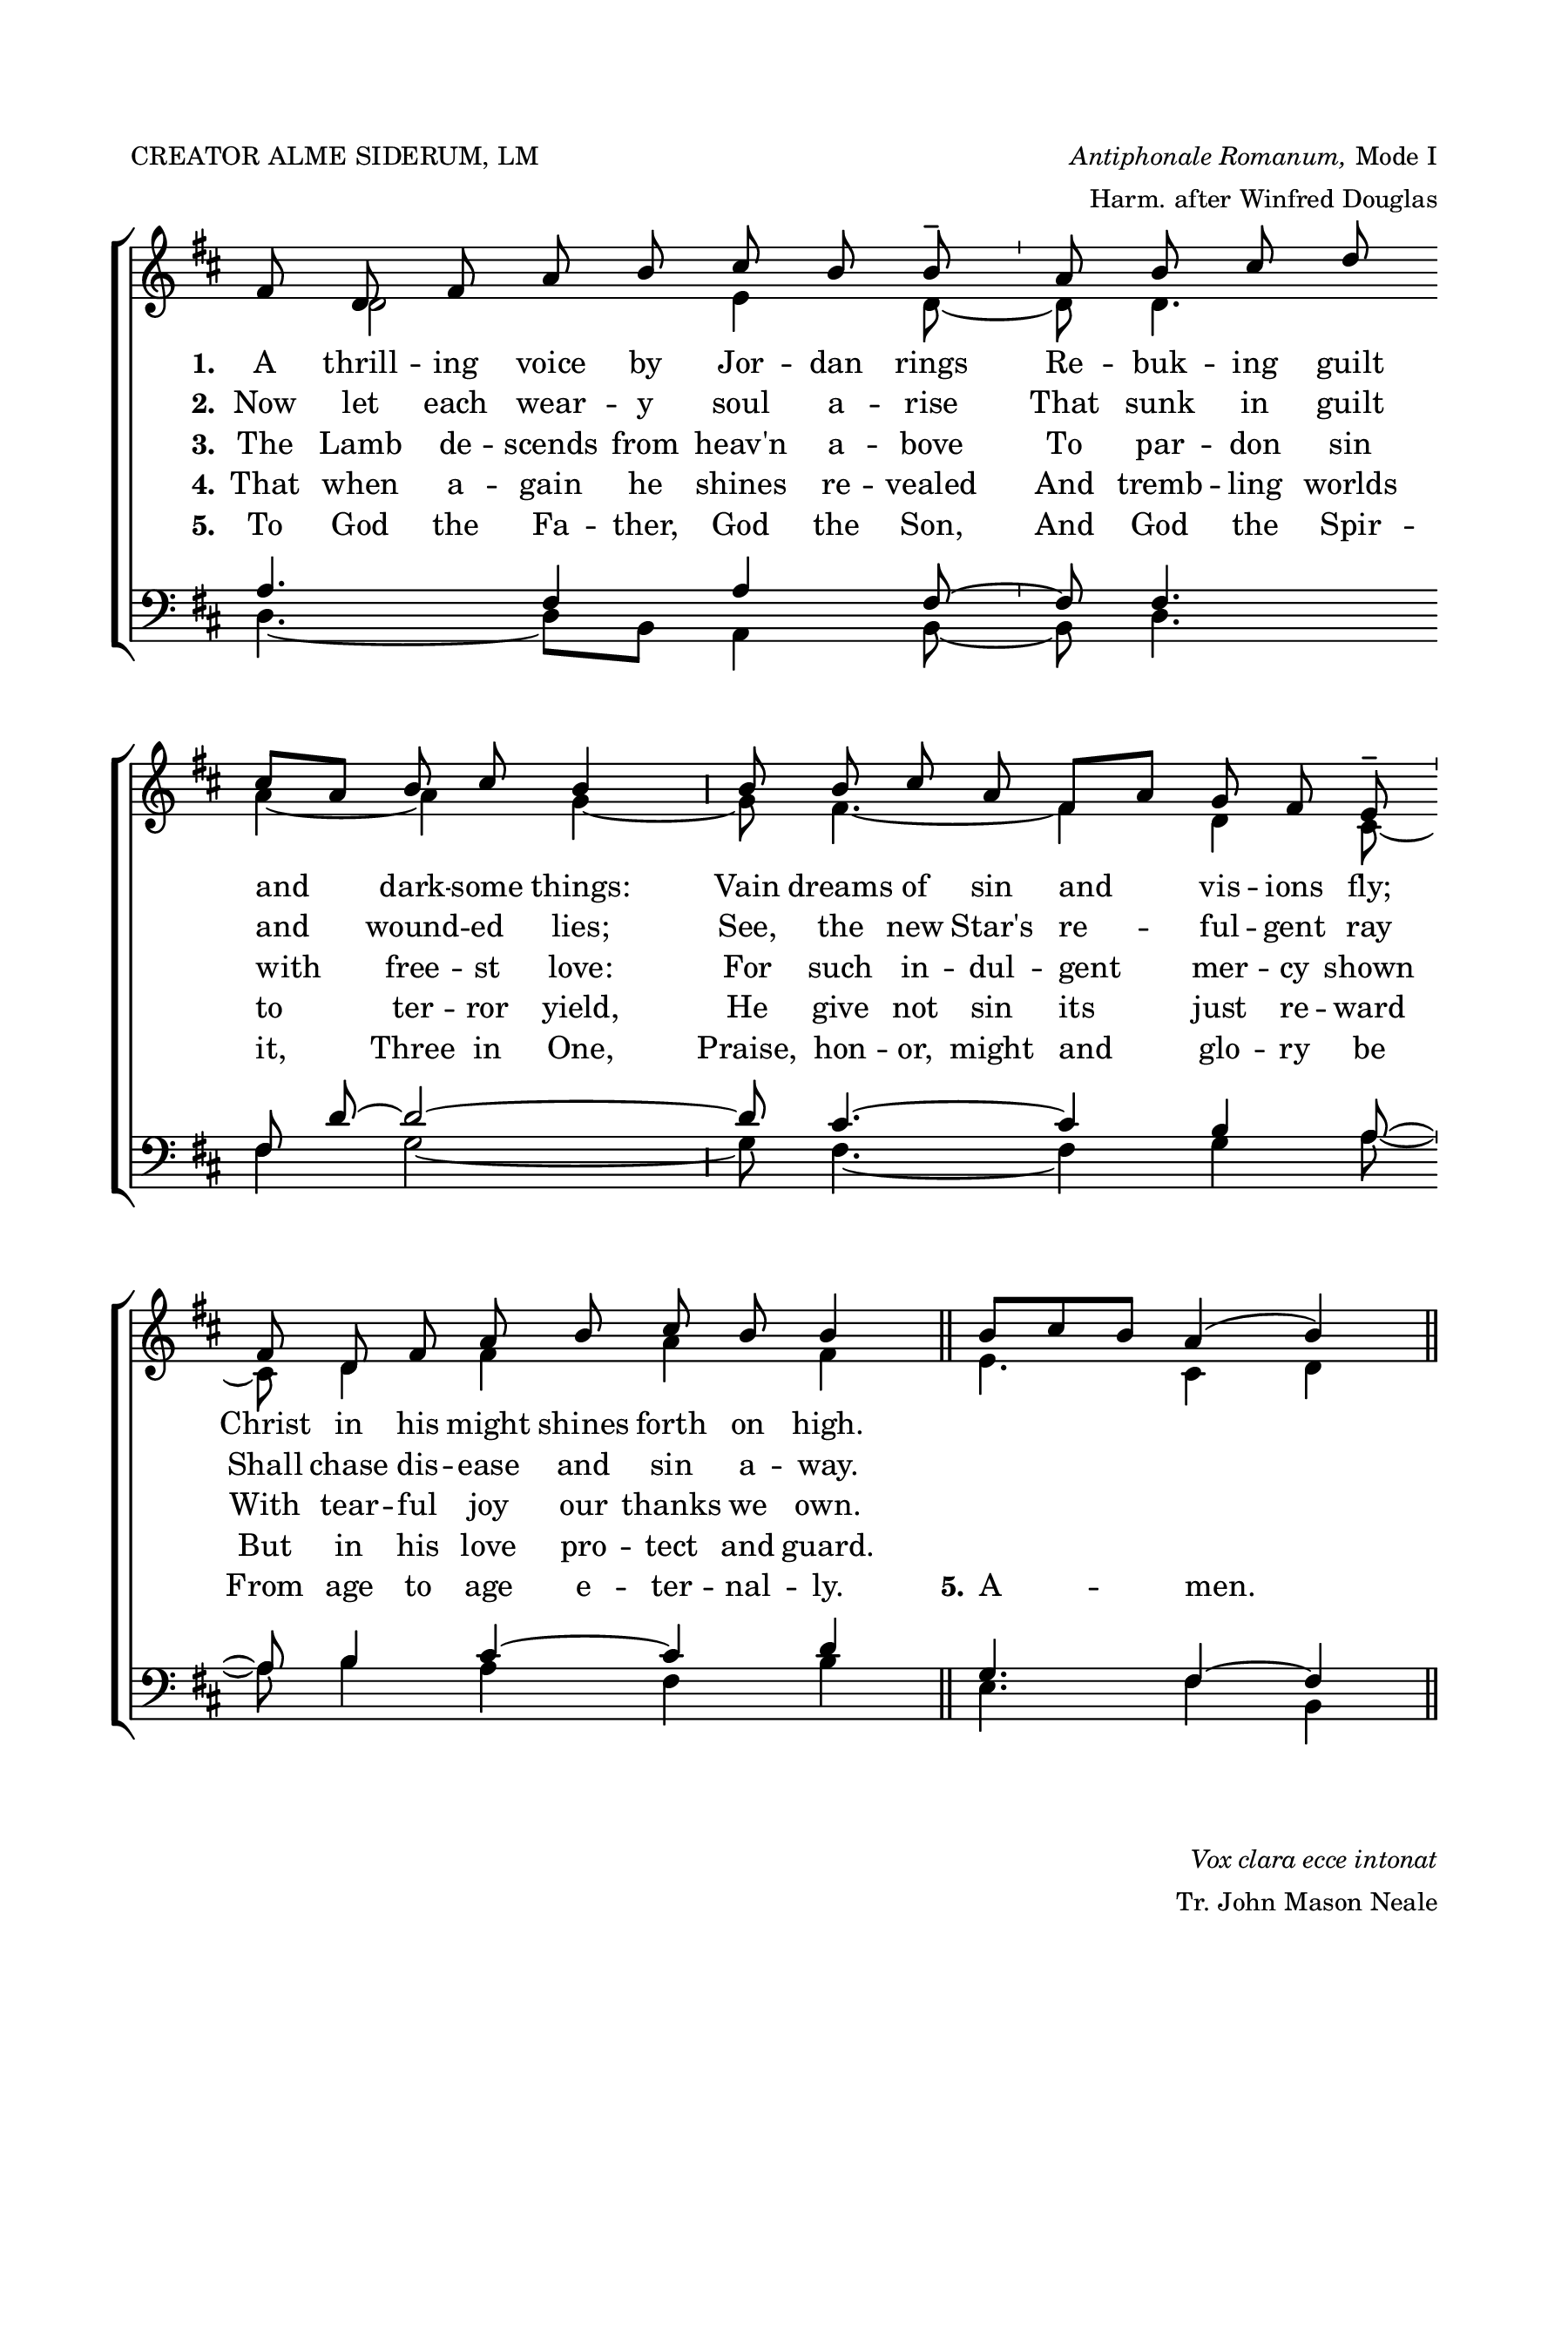 CREATOR ALME SIDERUM, LM
Antiphonale Romanum, Mode I
Harm. after Winfred Douglas
1. A thrill -- ing voice by Jor -- dan rings Re -- buk -- ing guilt
2. Now let each wear -- y soul a -- rise That sunk in guilt
3. The Lamb de -- scends from heav'n a -- bove To par -- don sin
4. That when a -- gain he shines re -- vealed And tremb -- ling worlds
5. To God the Fa -- ther, God the Son, And God the Spir --
and dark -- some things: Vain dreams of sin and vis -- ions fly;
and wound -- ed lies; See, the new Star's re -- ful -- gent ray
with free -- st love: For such in -- dul -- gent mer -- cy shown
to ter -- ror yield, He give not sin its just re -- ward
it, Three in One, Praise, hon -- or, might and glo -- ry be
Christ in his might shines forth on high.
Shall chase dis -- ease and sin a -- way.
With tear -- ful joy our thanks we own.
But in his love pro -- tect and guard.
From age to age e -- ter -- nal -- ly. 5. A -- men.
Vox clara ecce intonat
Tr. John Mason Neale